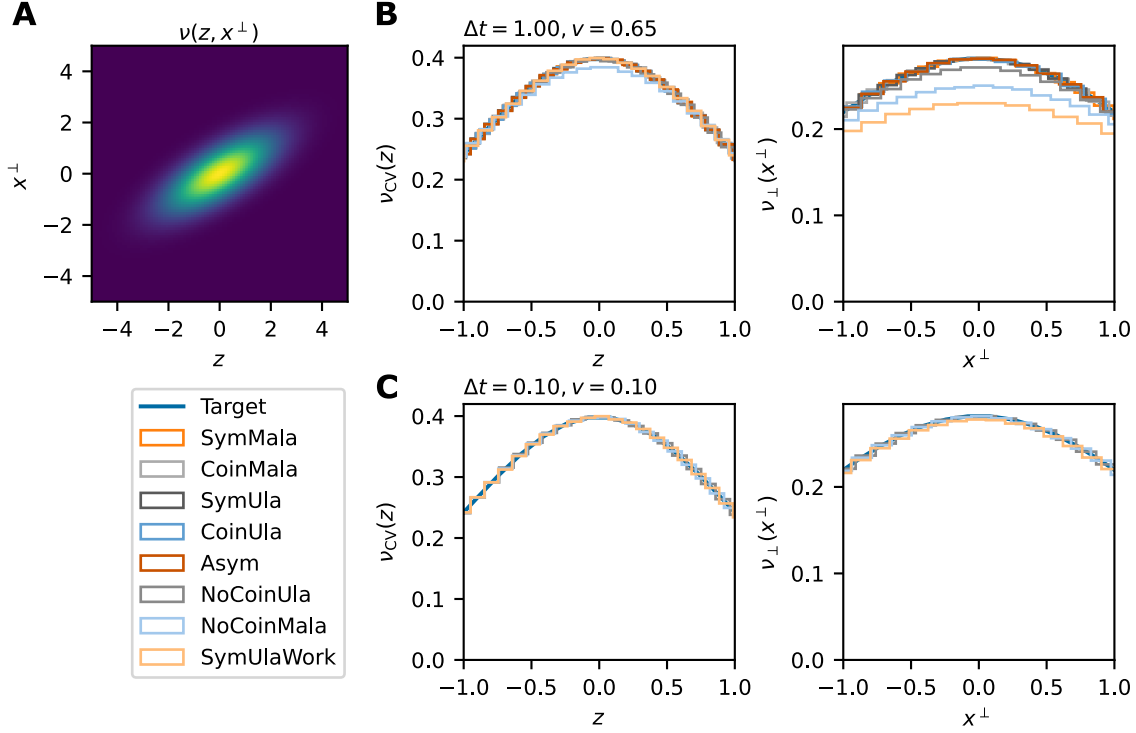 A
ν(z, x⊥)
4
2
0
−2
−4
x⊥
−4 −2 0 2 4
z
B
Δt = 1.00, v = 0.65
0.4
0.3
0.2
0.1
0.0
νCV(z)
−1.0 −0.5 0.0 0.5 1.0
z
0.2
0.1
0.0
ν⊥(x⊥)
−1.0 −0.5 0.0 0.5 1.0
x⊥
Target
SymMala
CoinMala
SymUla
CoinUla
Asym
NoCoinUla
NoCoinMala
SymUlaWork
C
Δt = 0.10, v = 0.10
0.4
0.3
0.2
0.1
0.0
νCV(z)
−1.0 −0.5 0.0 0.5 1.0
z
0.2
0.1
0.0
ν⊥(x⊥)
−1.0 −0.5 0.0 0.5 1.0
x⊥